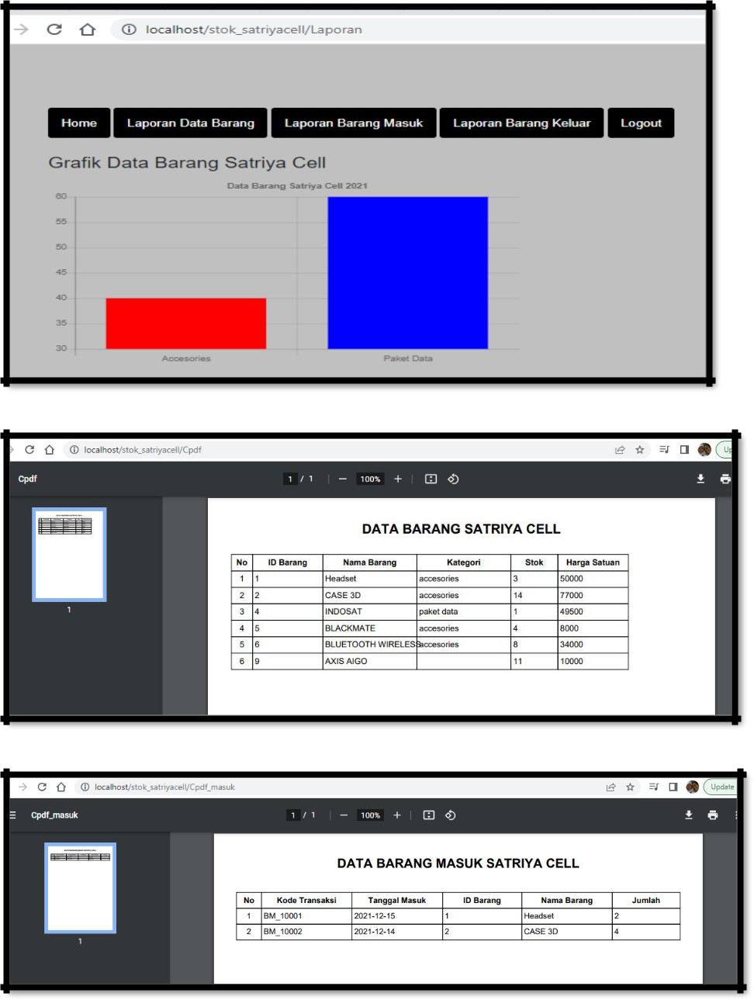 localhost/stok_satriyacell/Laporan
Home Laporan Data Barang Laporan Barang Masuk Laporan Barang Keluar Logout
Grafik Data Barang Satriya Cell
Data Barang Satriya Cell 2021
60
55
50
45
40
35
30
Accesories Paket Data
localhost/stok_satriyacell/Cpdf
Cpdf 1 / 1 100%
1
DATA BARANG SATRIYA CELL
No ID Barang Nama Barang Kategori Stok Harga Satuan
1 1 Headset accesories 3 50000
2 2 CASE 3D accesories 14 77000
3 4 INDOSAT paket data 1 49500
4 5 BLACKMATE accesories 4 8000
5 6 BLUETOOTH WIRELESS accesories 8 34000
6 9 AXIS AIGO 11 10000
localhost/stok_satriyacell/Cpdf_masuk Update
Cpdf_masuk 1 / 1 100%
1
DATA BARANG MASUK SATRIYA CELL
No Kode Transaksi Tanggal Masuk ID Barang Nama Barang Jumlah
1 BM_10001 2021-12-15 1 Headset 2
2 BM_10002 2021-12-14 2 CASE 3D 4